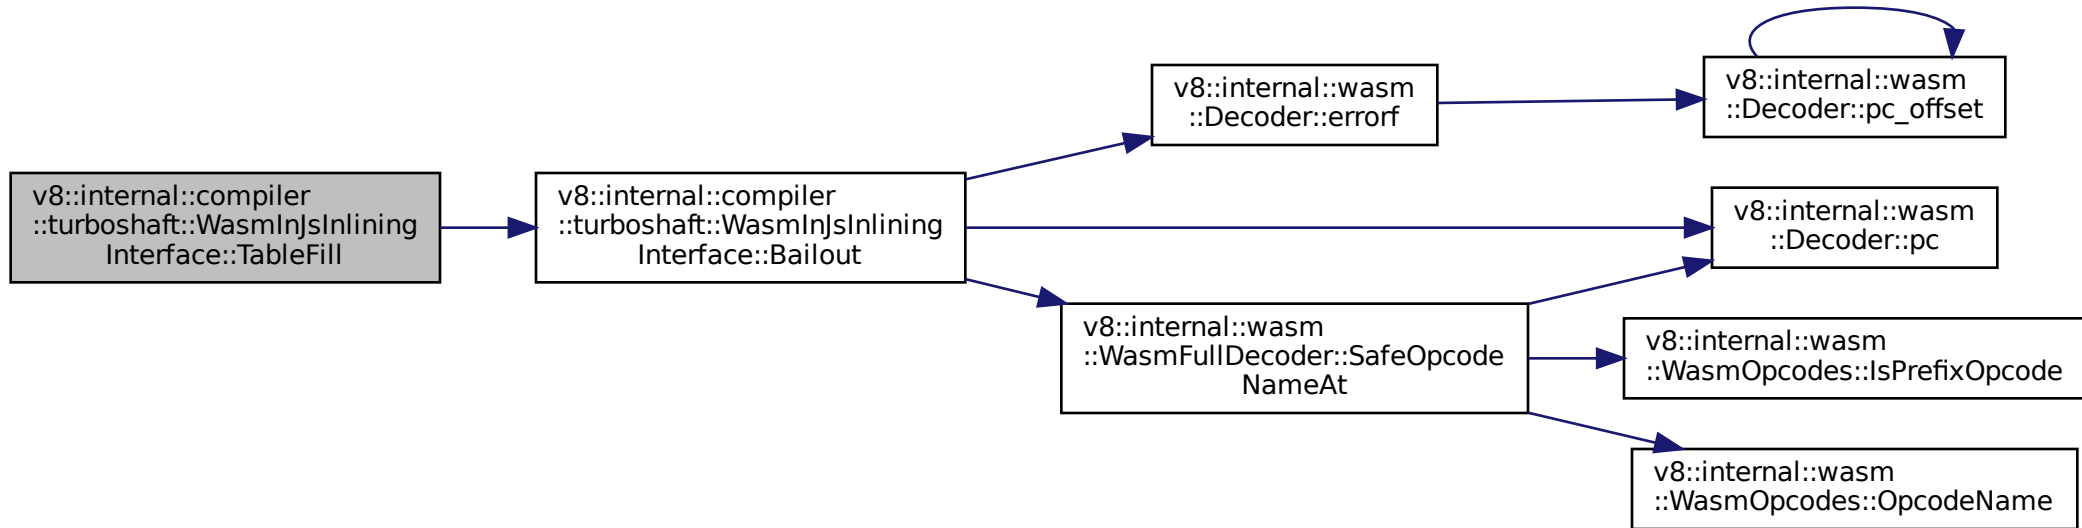 v8::internal::compiler
::turboshaft::WasmInJsInlining
Interface::TableFill
v8::internal::compiler
::turboshaft::WasmInJsInlining
Interface::Bailout
v8::internal::wasm
::Decoder::errorf
v8::internal::wasm
::Decoder::pc_offset
v8::internal::wasm
::Decoder::pc
v8::internal::wasm
::WasmFullDecoder::SafeOpcode
NameAt
v8::internal::wasm
::WasmOpcodes::IsPrefixOpcode
v8::internal::wasm
::WasmOpcodes::OpcodeName